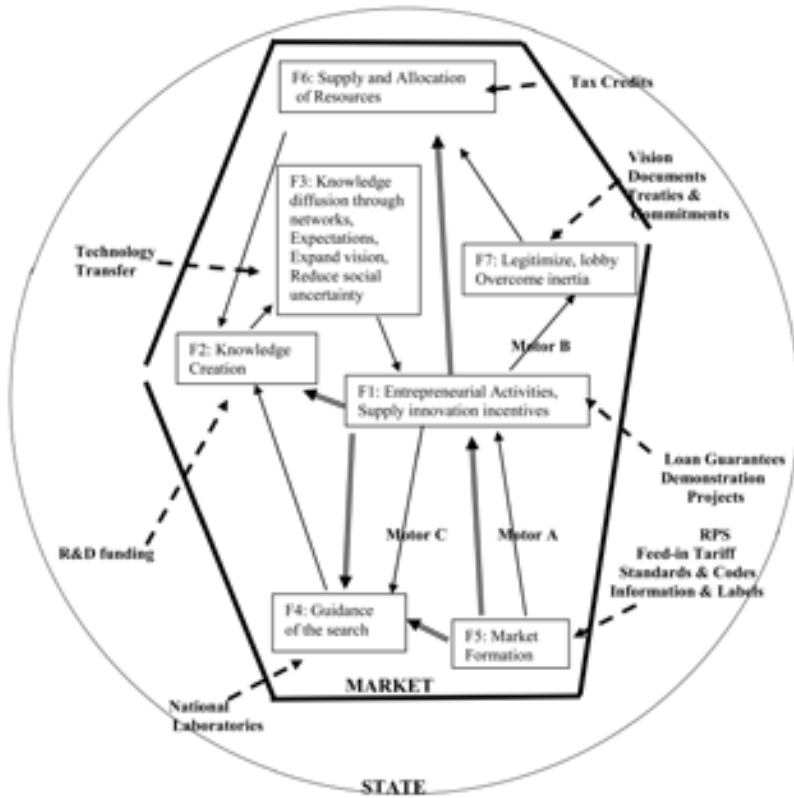 F6: Supply and Allocation
of Resources
Tax Credits
Vision
Documents
Treaties &
Commitments
F3: Knowledge
diffusion through
networks,
Expectations,
Expand vision,
Reduce social
uncertainty
Technology
Transfer
F7: Legitimize, lobby
Overcome inertia
Motor B
F2: Knowledge
Creation
F1: Entrepreneurial Activities,
Supply innovation incentives
Loan Guarantees
Demonstration
Projects
Motor C
Motor A
RPS
Feed-in Tariff
Standards & Codes
Information & Labels
R&D funding
F4: Guidance
of the search
F5: Market
Formation
MARKET
National
Laboratories
STATE